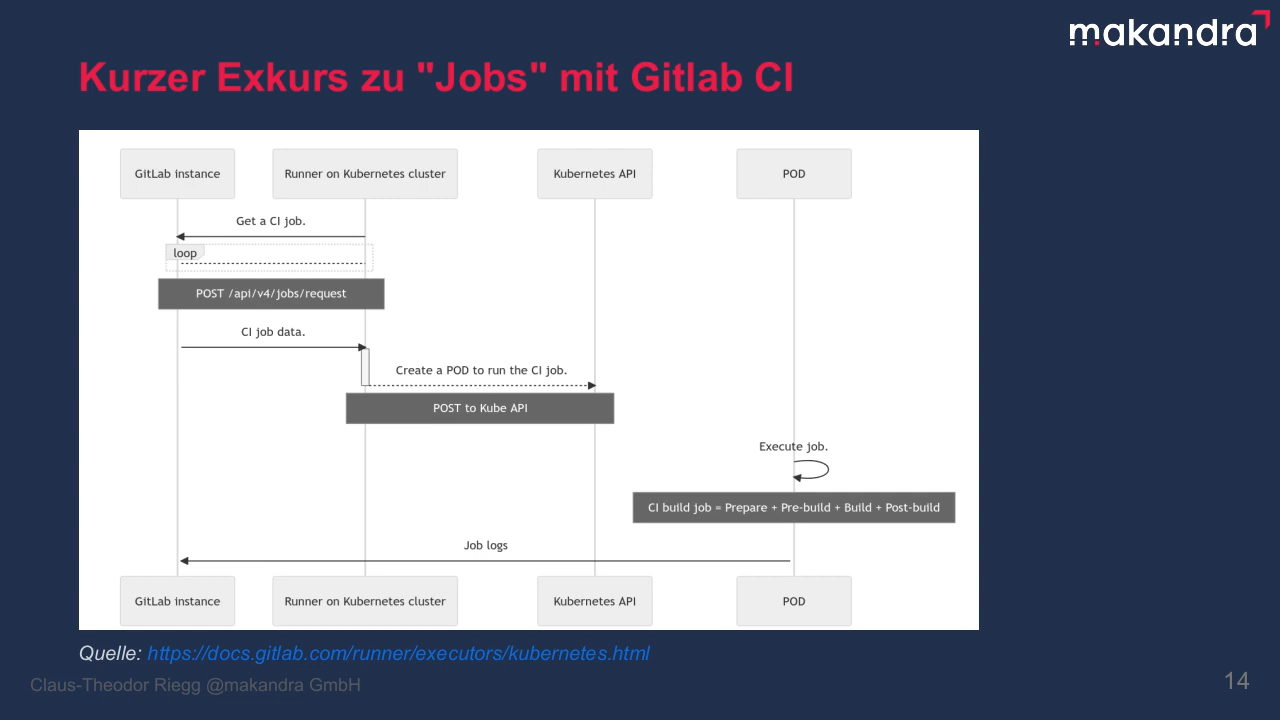 makandra
Kurzer Exkurs zu "Jobs" mit Gitlab CI
GitLab instance
Runner on Kubernetes cluster
Kubernetes API
POD
Get a CI job.
loop
POST /api/v4/jobs/request
CI job data.
Create a POD to run the CI job.
POST to Kube API
Execute job.
CI build job = Prepare + Pre-build + Build + Post-build
Job logs
GitLab instance
Runner on Kubernetes cluster
Kubernetes API
POD
Quelle: https://docs.gitlab.com/runner/executors/kubernetes.html
Claus-Theodor Riegg @makandra GmbH
14